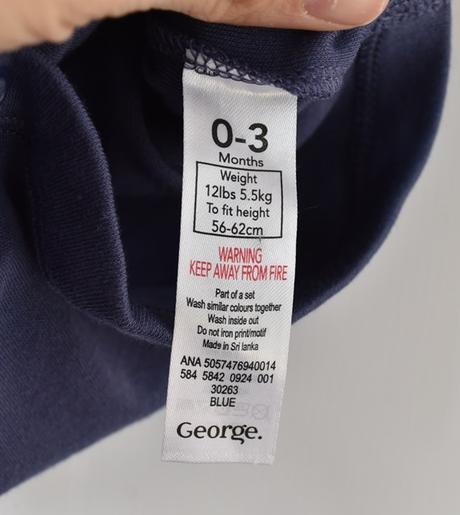 0-3
Months
Weight
12lbs 5.5kg
To fit height
56-62cm
WARNING
KEEP AWAY FROM FIRE
Part of a set
Wash similar colours together
Wash inside out
Do not iron print/motif
Made in Sri lanka
ANA 5057476940014
584 5842 0924 001
30263
BLUE
George.